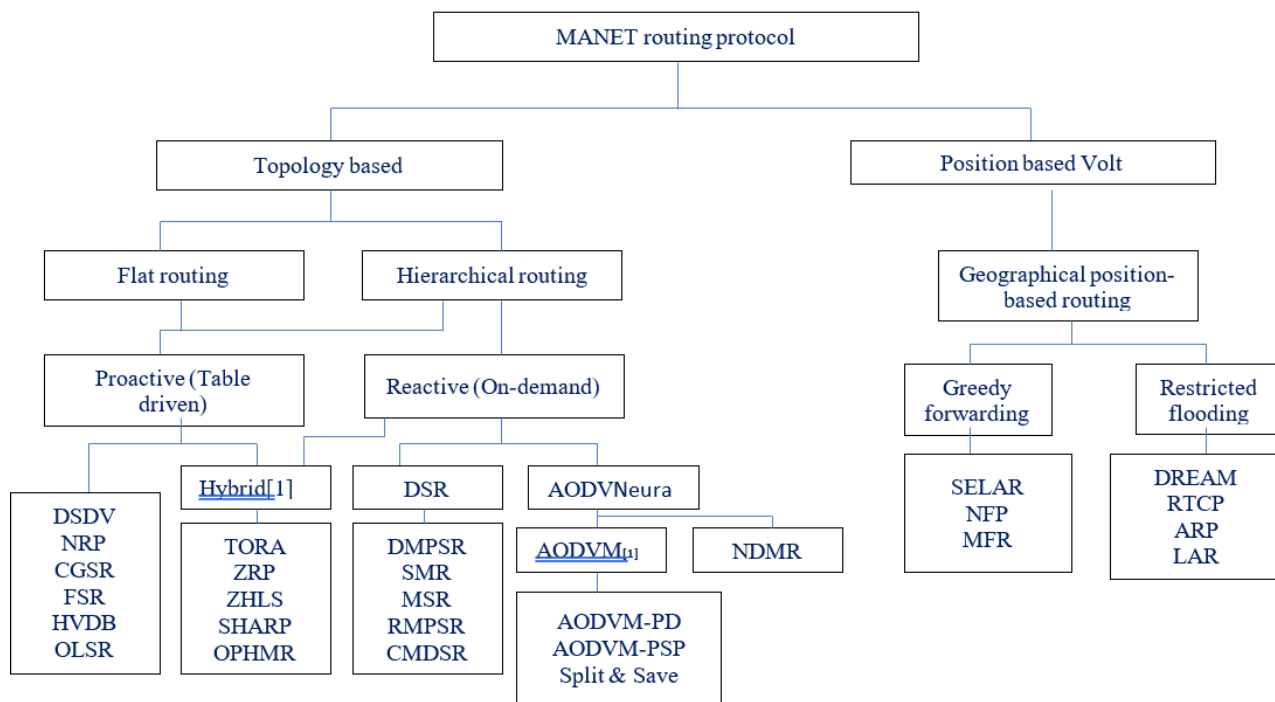 MANET routing protocol
Topology based
Position based Volt
Flat routing
Hierarchical routing
Geographical position-
based routing
Proactive (Table
driven)
Reactive (On-demand)
Greedy
forwarding
Restricted
flooding
Hybrid[1]
DSR
AODVNeura
DSDV
NRP
CGSR
FSR
HVDB
OLSR
TORA
ZRP
ZHLS
SHARP
OPHMR
DMPSR
SMR
MSR
RMPSR
CMDSR
AODVM[1]
NDMR
AODVM-PD
AODVM-PSP
Split & Save
SELAR
NFP
MFR
DREAM
RTCP
ARP
LAR